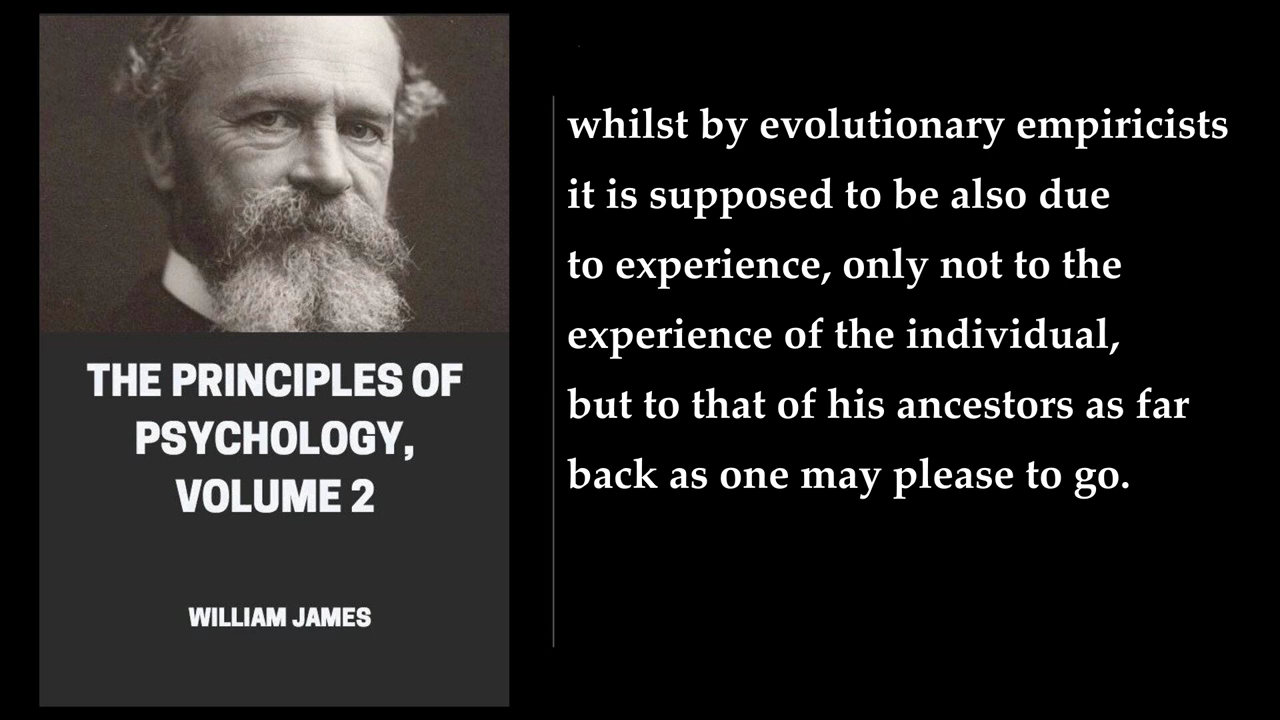 THE PRINCIPLES OF
PSYCHOLOGY,
VOLUME 2
WILLIAM JAMES
whilst by evolutionary empiricists
it is supposed to be also due
to experience, only not to the
experience of the individual,
but to that of his ancestors as far
back as one may please to go.